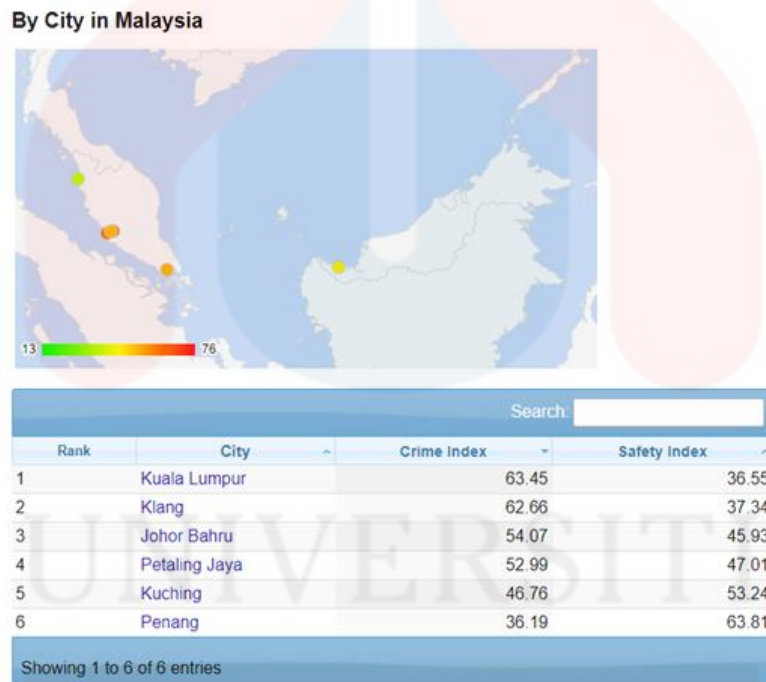 By City in Malaysia
13 76
Search:
Rank City Crime Index Safety Index
1 Kuala Lumpur 63.45 36.55
2 Klang 62.66 37.34
3 Johor Bahru 54.07 45.93
4 Petaling Jaya 52.99 47.01
5 Kuching 46.76 53.24
6 Penang 36.19 63.81
UNIVERSITI
Showing 1 to 6 of 6 entries